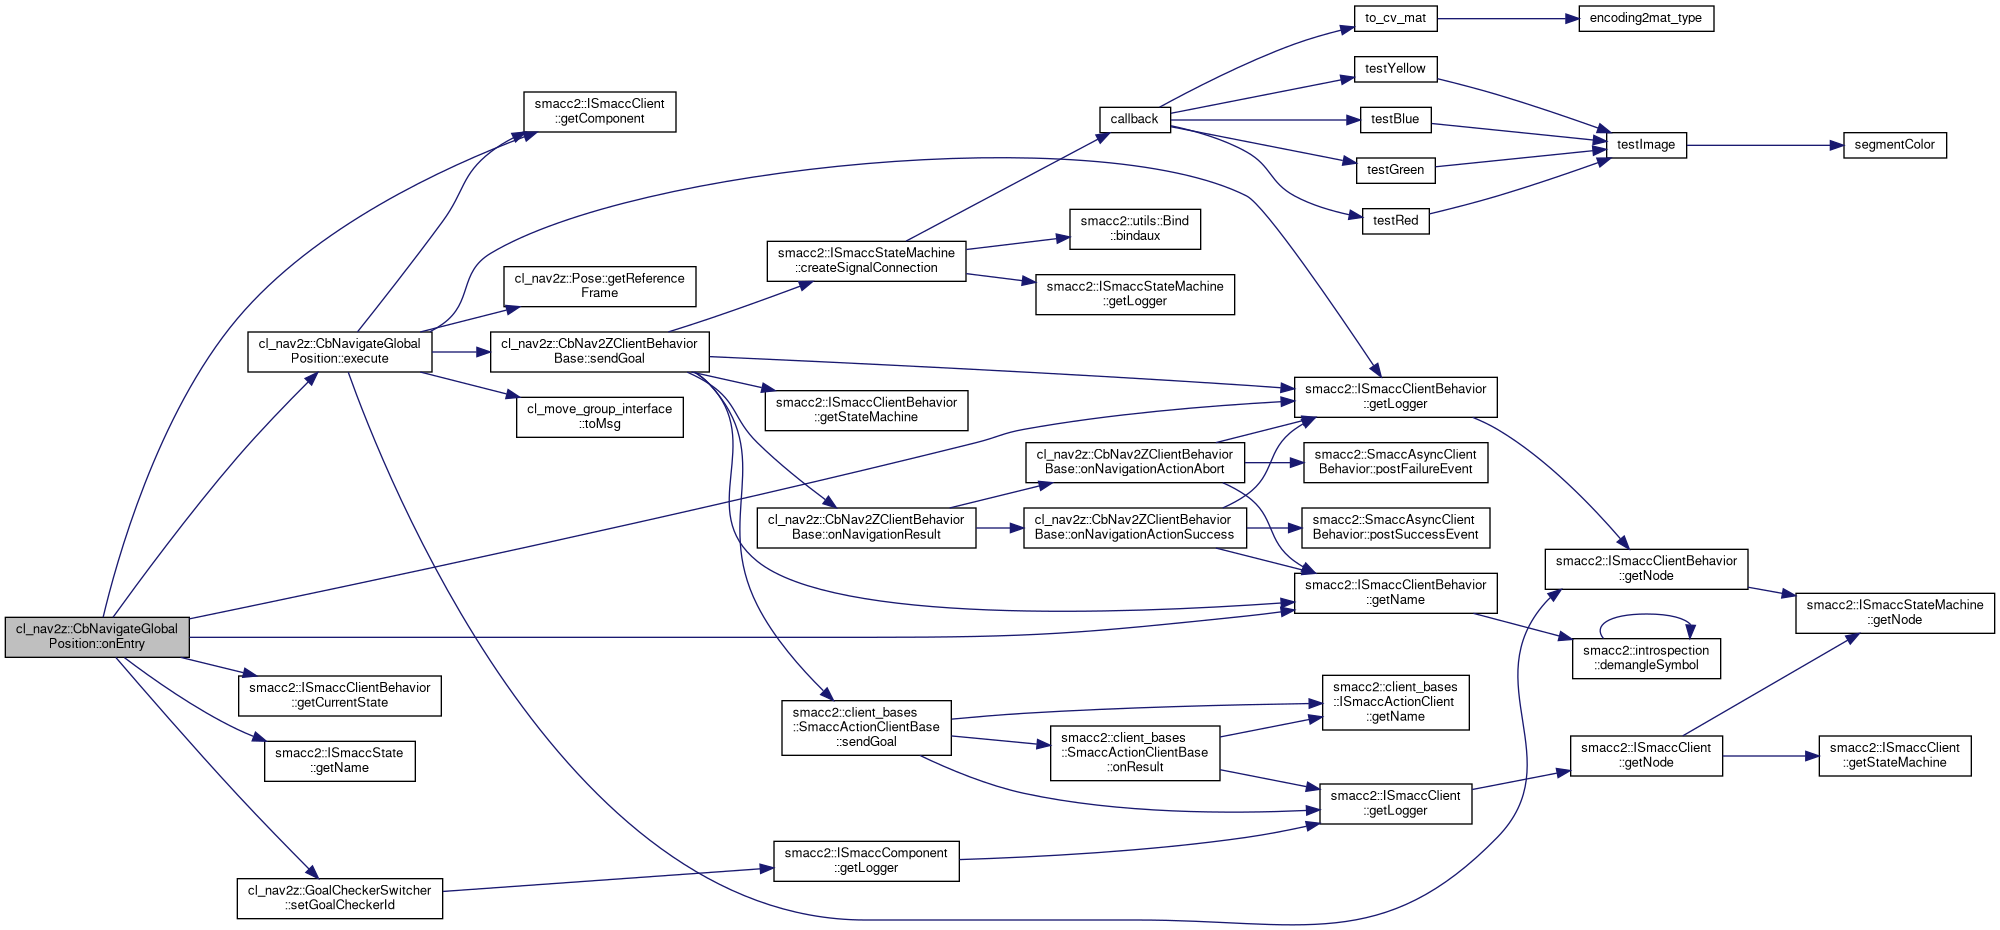 cl_nav2z::CbNavigateGlobal
Position::onEntry
smacc2::ISmaccClient
::getComponent
cl_nav2z::CbNavigateGlobal
Position::execute
smacc2::ISmaccClientBehavior
::getCurrentState
smacc2::ISmaccState
::getName
cl_nav2z::GoalCheckerSwitcher
::setGoalCheckerId
cl_nav2z::Pose::getReference
Frame
cl_nav2z::CbNav2ZClientBehavior
Base::sendGoal
cl_move_group_interface
::toMsg
smacc2::ISmaccStateMachine
::createSignalConnection
smacc2::ISmaccClientBehavior
::getStateMachine
cl_nav2z::CbNav2ZClientBehavior
Base::onNavigationResult
smacc2::client_bases
::SmaccActionClientBase
::sendGoal
smacc2::ISmaccComponent
::getLogger
callback
smacc2::utils::Bind
::bindaux
smacc2::ISmaccStateMachine
::getLogger
cl_nav2z::CbNav2ZClientBehavior
Base::onNavigationActionAbort
cl_nav2z::CbNav2ZClientBehavior
Base::onNavigationActionSuccess
smacc2::client_bases
::SmaccActionClientBase
::onResult
to_cv_mat
testYellow
testBlue
testGreen
testRed
smacc2::ISmaccClientBehavior
::getLogger
smacc2::SmaccAsyncClient
Behavior::postFailureEvent
smacc2::SmaccAsyncClient
Behavior::postSuccessEvent
smacc2::ISmaccClientBehavior
::getName
smacc2::client_bases
::ISmaccActionClient
::getName
smacc2::ISmaccClient
::getLogger
encoding2mat_type
testImage
smacc2::ISmaccClientBehavior
::getNode
smacc2::introspection
::demangleSymbol
smacc2::ISmaccClient
::getNode
segmentColor
smacc2::ISmaccStateMachine
::getNode
smacc2::ISmaccClient
::getStateMachine